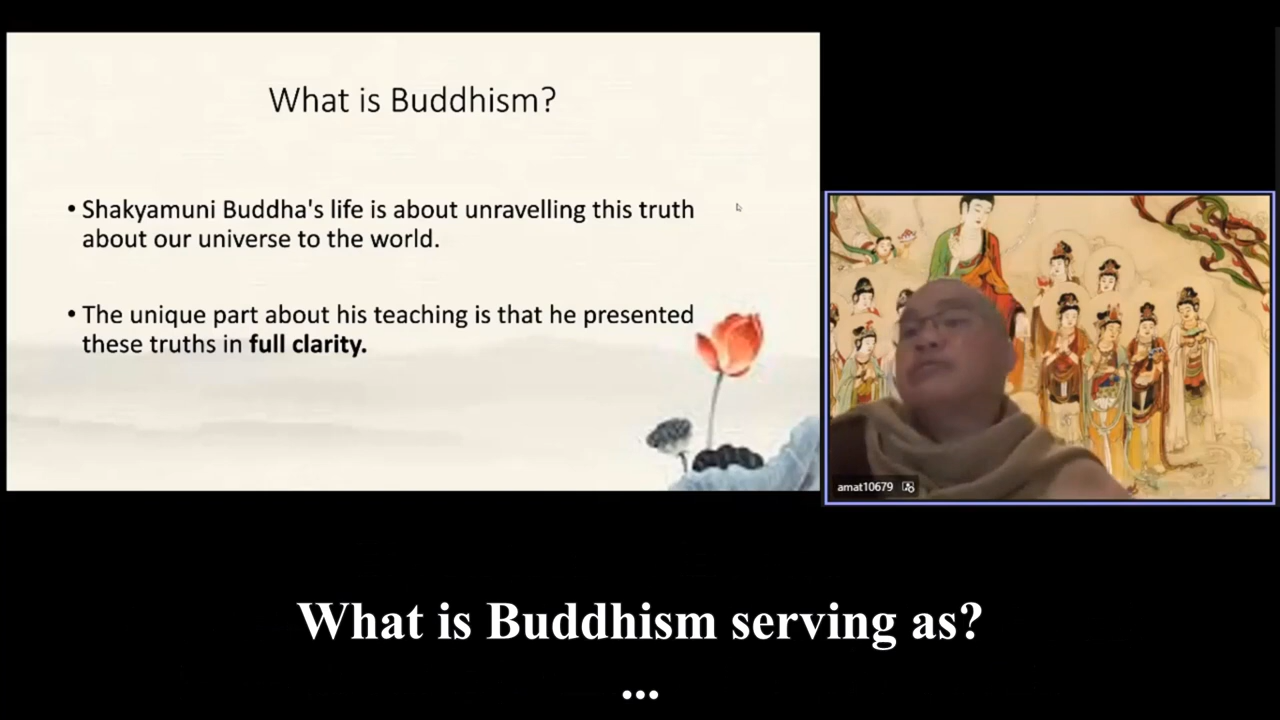 What is Buddhism?
• Shakyamuni Buddha's life is about unravelling this truth
about our universe to the world.
• The unique part about his teaching is that he presented
these truths in full clarity.
amat10679
What is Buddhism serving as?
...